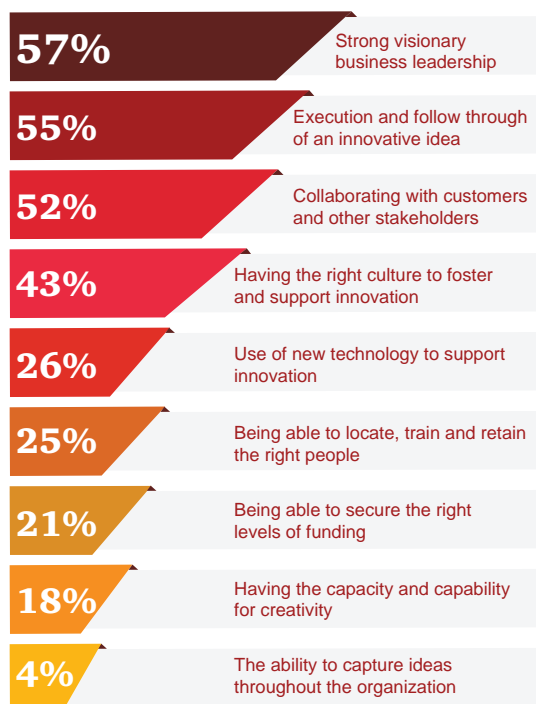 57%
Strong visionary
business leadership
55%
Execution and follow through
of an innovative idea
52%
Collaborating with customers
and other stakeholders
43%
Having the right culture to foster
and support innovation
26%
Use of new technology to support
innovation
25%
Being able to locate, train and retain
the right people
21%
Being able to secure the right
levels of funding
18%
Having the capacity and capability
for creativity
4%
The ability to capture ideas
throughout the organization